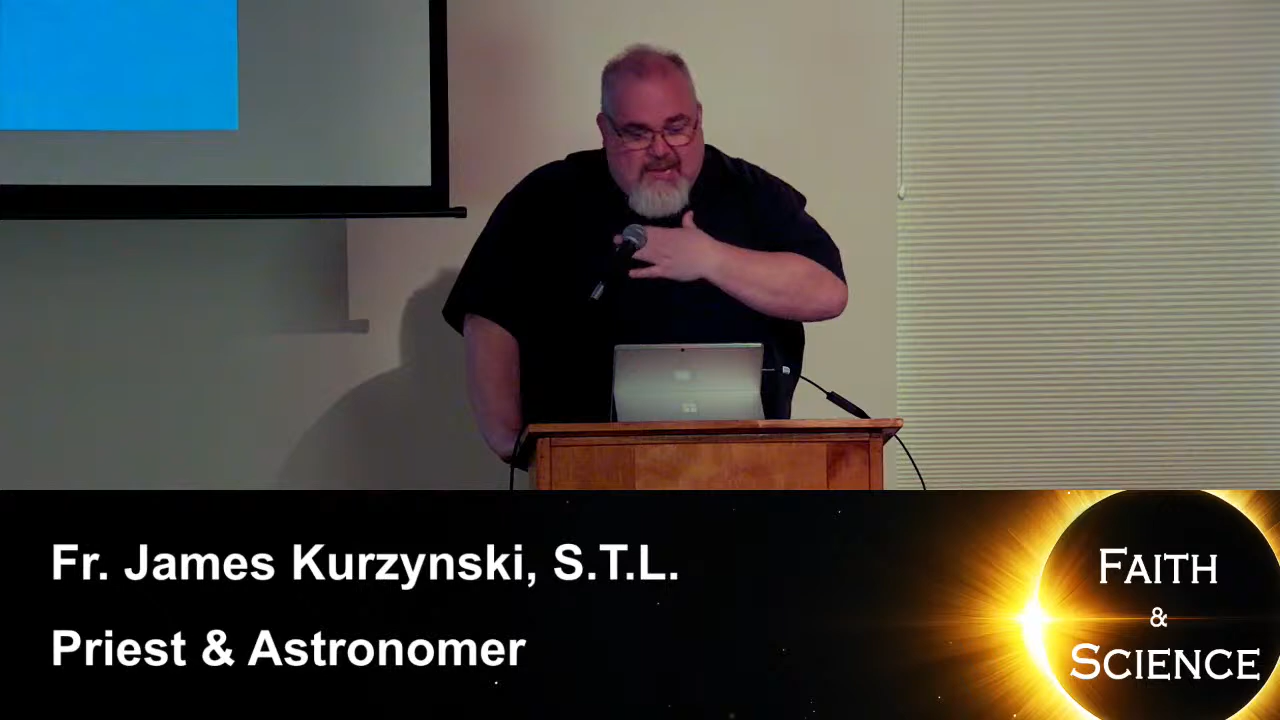 Fr. James Kurzynski, S.T.L.
Priest & Astronomer
FAITH
&
SCIENCE